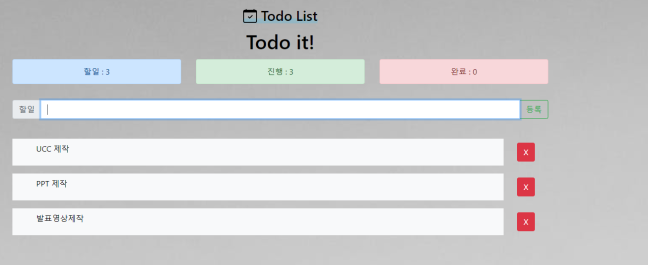 Todo List
Todo it!
할일 : 3
진행 : 3
완료 : 0
할일
등록
UCC 제작
X
PPT 제작
X
발표영상제작
X